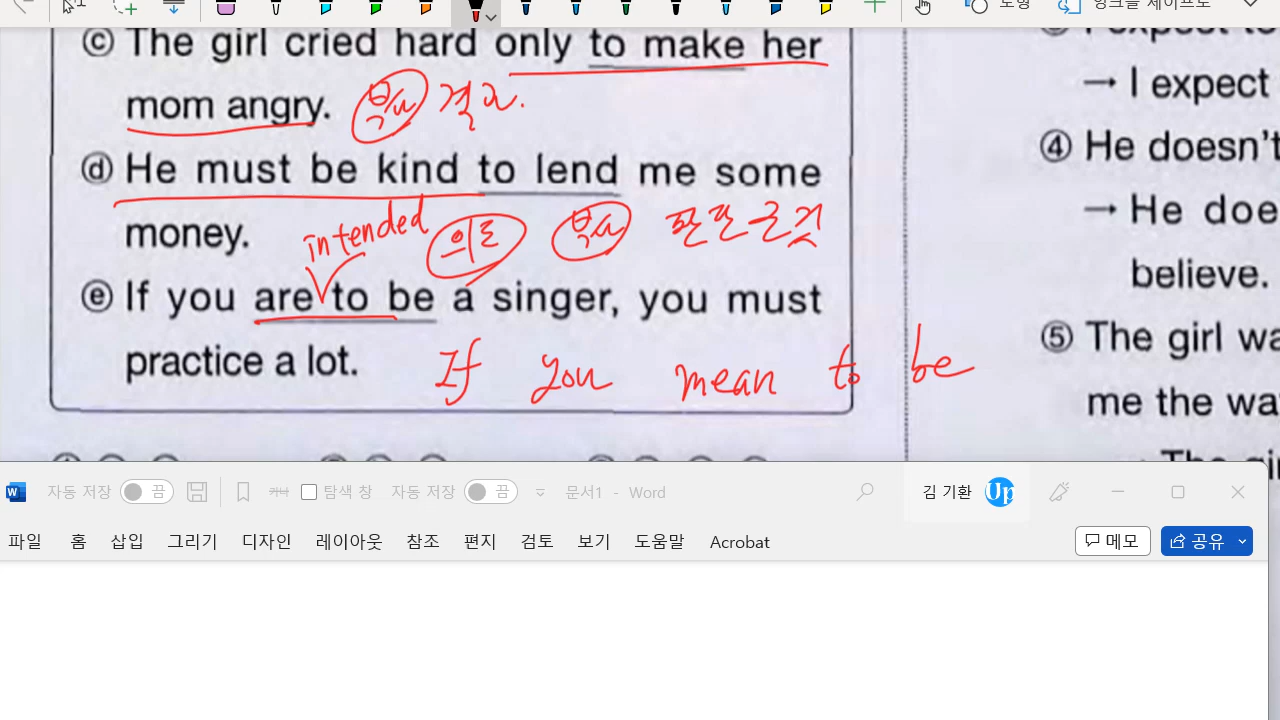 ⓒ The girl cried hard only to make her
mom angry. 부사 결과.
ⓓ He must be kind to lend me some
money. intended 의도 부사 판단근거
ⓔ If you are to be a singer, you must
practice a lot. If you mean to be
→ I expect
④ He doesn't
→ He doe
believe.
⑤ The girl wa
me the wa
자동 저장 끔 가나 탐색 창 자동 저장 끔 문서1 - Word 김 기환 Up
파일 홈 삽입 그리기 디자인 레이아웃 참조 편지 검토 보기 도움말 Acrobat 메모 공유